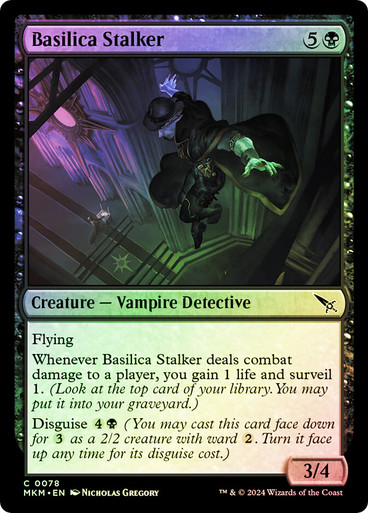 Basilica Stalker 5
Creature — Vampire Detective
Flying
Whenever Basilica Stalker deals combat
damage to a player, you gain 1 life and surveil
1. (Look at the top card of your library. You may
put it into your graveyard.)
Disguise 4 (You may cast this card face down
for 3 as a 2/2 creature with ward 2. Turn it face
up any time for its disguise cost.)
3/4
C 0078
MKM • EN Nicholas Gregory
™ & © 2024 Wizards of the Coast